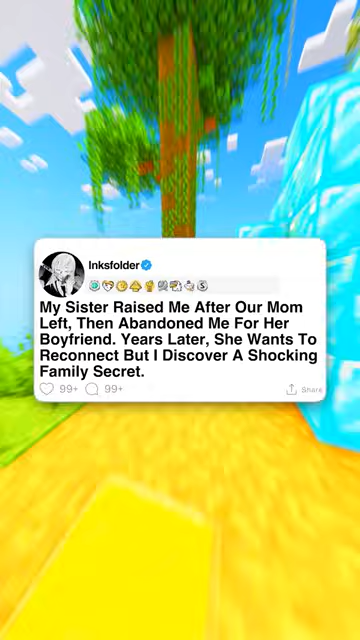 Inksfolder
My Sister Raised Me After Our Mom
Left, Then Abandoned Me For Her
Boyfriend. Years Later, She Wants To
Reconnect But I Discover A Shocking
Family Secret.
99+ 99+ Share